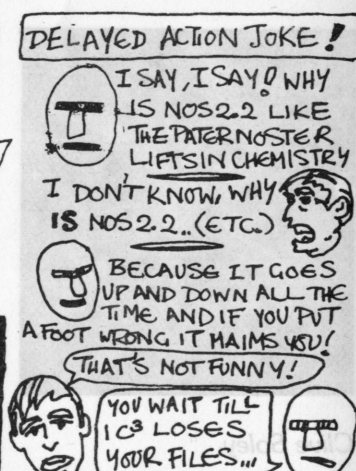 DELAYED ACTION JOKE!
I SAY, I SAY! WHY
IS NOS2.2 LIKE
THE PATERNOSTER
LIFTS IN CHEMISTRY
I DON'T KNOW, WHY
IS NOS 2.2..(ETC.)
BECAUSE IT GOES
UP AND DOWN ALL THE
TIME AND IF YOU PUT
A FOOT WRONG IT MAIMS YOU!
THAT'S NOT FUNNY!
YOU WAIT TILL
IC³ LOSES
YOUR FILES...